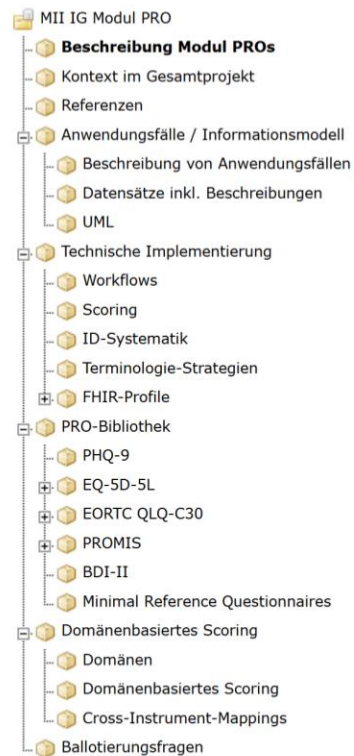 MII IG Modul PRO
Beschreibung Modul PROs
Kontext im Gesamtprojekt
Referenzen
Anwendungsfälle / Informationsmodell
Beschreibung von Anwendungsfällen
Datensätze inkl. Beschreibungen
UML
Technische Implementierung
Workflows
Scoring
ID-Systematik
Terminologie-Strategien
FHIR-Profile
PRO-Bibliothek
PHQ-9
EQ-5D-5L
EORTC QLQ-C30
PROMIS
BDI-II
Minimal Reference Questionnaires
Domänenbasiertes Scoring
Domänen
Domänenbasiertes Scoring
Cross-Instrument-Mappings
Ballotierungsfragen